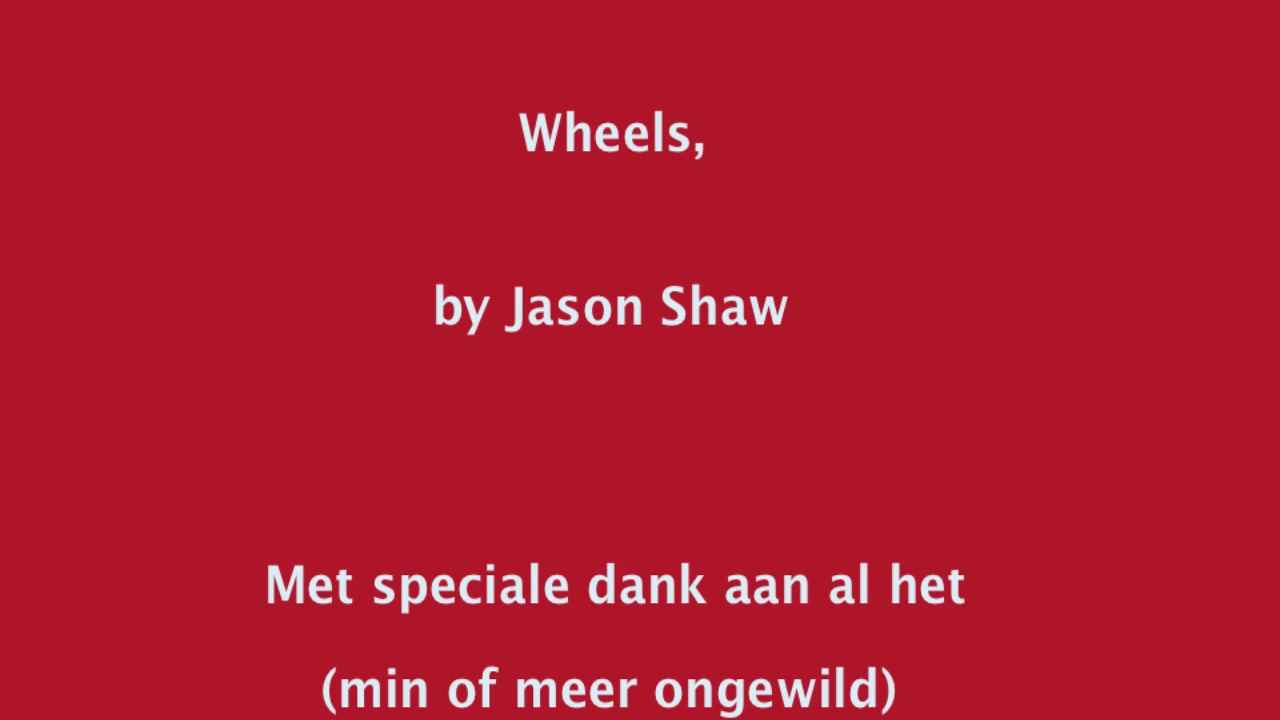 Wheels,
by Jason Shaw
Met speciale dank aan al het
(min of meer ongewild)